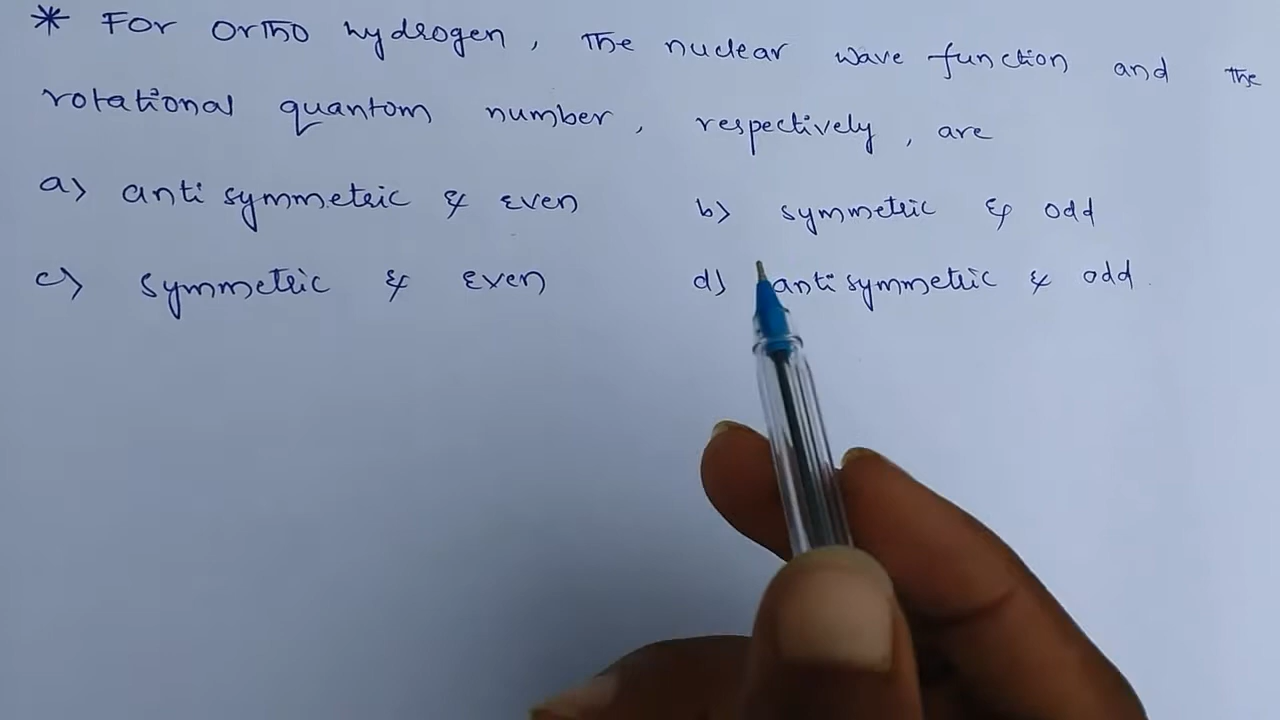 * For Ortho hydrogen, The nuclear wave function and the
rotational quantom number, respectively, are
a) anti symmetric & even b) symmetric & odd
c) symmetric & even d) anti symmetric & odd.